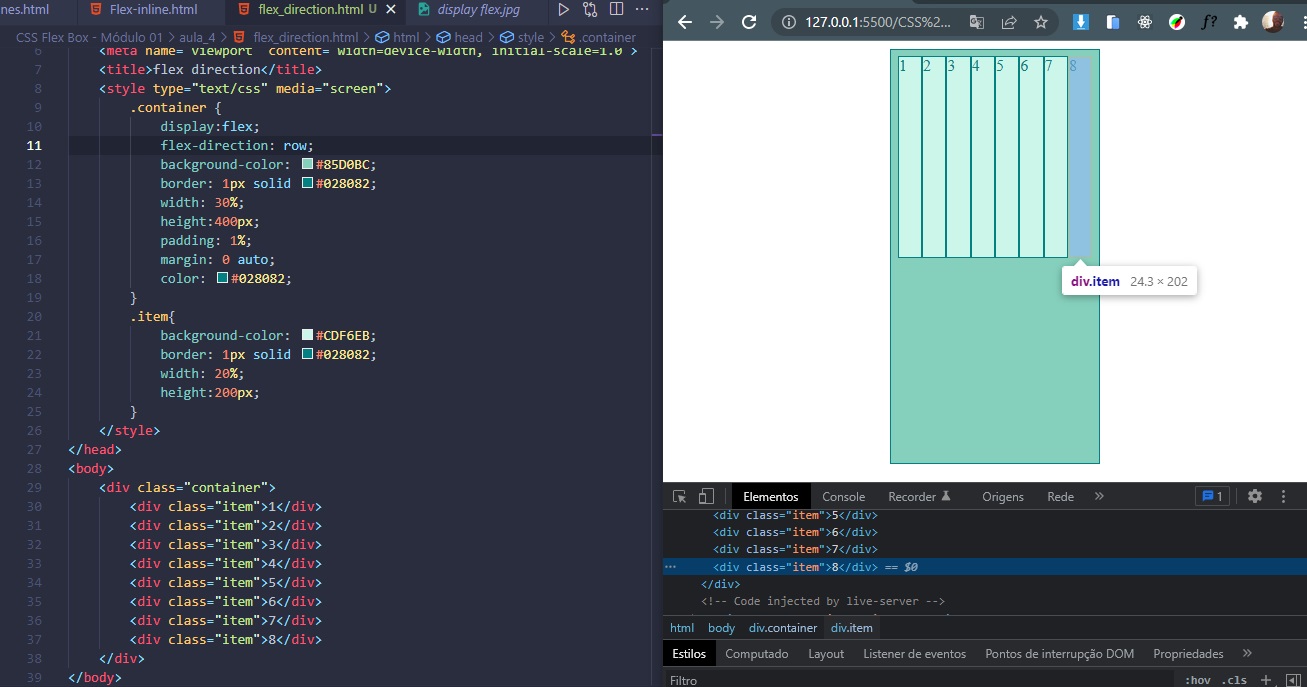 nes.html
Flex-inline.html
flex_direction.html U
display flex.jpg
CSS Flex Box - Módulo 01 > aula_4 > flex_direction.html > html > head > style > .container
6 <meta name="viewport" content="width=device-width, initial-scale=1.0">
7 <title>flex direction</title>
8 <style type="text/css" media="screen">
9 .container {
10 display:flex;
11 flex-direction: row;
12 background-color: #85D0BC;
13 border: 1px solid #028082;
14 width: 30%;
15 height:400px;
16 padding: 1%;
17 margin: 0 auto;
18 color: #028082;
19 }
20 .item{
21 background-color: #CDF6EB;
22 border: 1px solid #028082;
23 width: 20%;
24 height:200px;
25 }
26 </style>
27 </head>
28 <body>
29 <div class="container">
30 <div class="item">1</div>
31 <div class="item">2</div>
32 <div class="item">3</div>
33 <div class="item">4</div>
34 <div class="item">5</div>
35 <div class="item">6</div>
36 <div class="item">7</div>
37 <div class="item">8</div>
38 </div>
39 </body>
127.0.0.1:5500/CSS%2...
f?
1 2 3 4 5 6 7 8
div.item 24.3 × 202
Elementos Console Recorder Origens Rede » 1
<div class="item">5</div>
<div class="item">6</div>
<div class="item">7</div>
... <div class="item">8</div> == $0
</div>
<!-- Code injected by live-server -->
html body div.container div.item
Estilos Computado Layout Listener de eventos Pontos de interrupção DOM Propriedades »
Filtro :hov .cls +